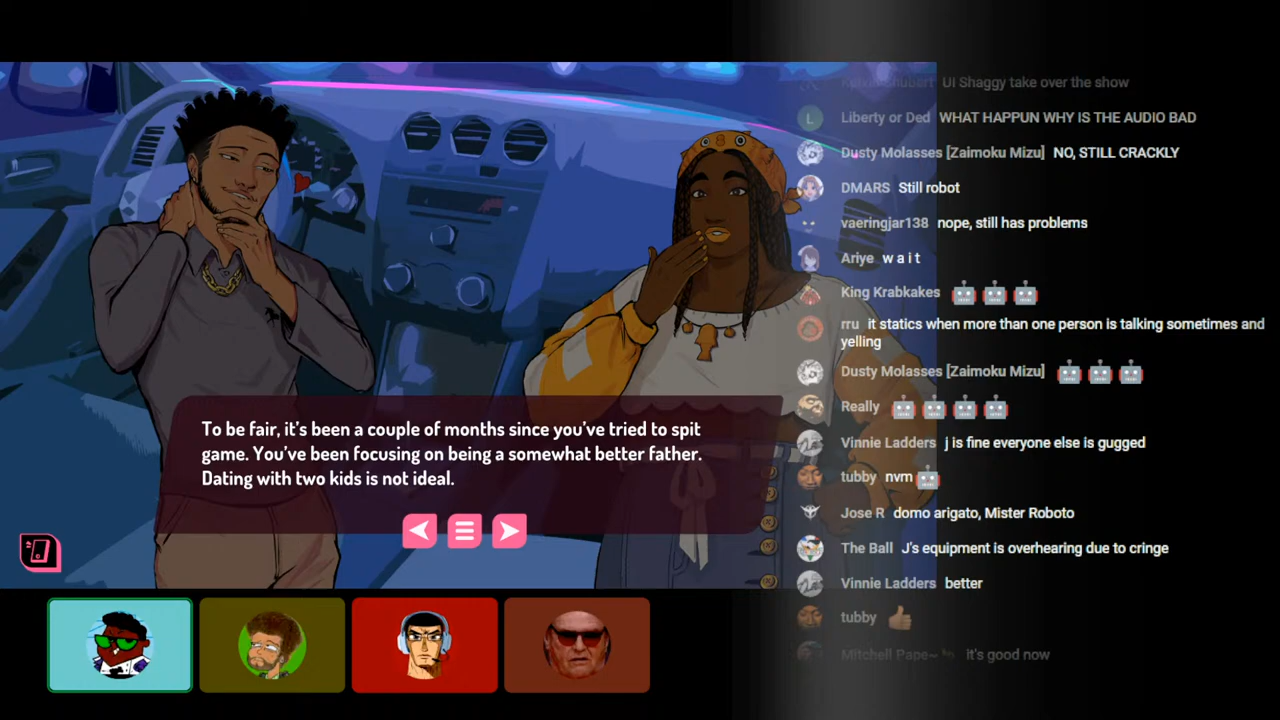 To be fair, it's been a couple of months since you've tried to spit
game. You've been focusing on being a somewhat better father.
Dating with two kids is not ideal.
UI Shaggy take over the show
L Liberty or Ded WHAT HAPPUN WHY IS THE AUDIO BAD
Dusty Molasses [Zaimoku Mizu] NO, STILL CRACKLY
DMARS Still robot
vaeringjar138 nope, still has problems
Ariye w a i t
King Krabkakes
rru it statics when more than one person is talking sometimes and
yelling
Dusty Molasses [Zaimoku Mizu]
Really
Vinnie Ladders j is fine everyone else is gugged
tubby nvm
Jose R domo arigato, Mister Roboto
The Ball J's equipment is overhearing due to cringe
Vinnie Ladders better
tubby
Mitchell Pape~ it's good now